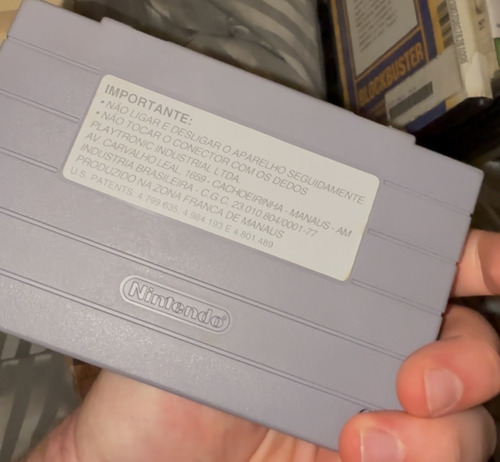 BLOCKBUSTER
IMPORTANTE:
• NÃO LIGAR E DESLIGAR O APARELHO SEGUIDAMENTE
• NÃO TOCAR O CONECTOR COM OS DEDOS
PLAYTRONIC INDUSTRIAL LTDA
AV. CARVALHO LEAL, 1659 - CACHOEIRINHA - MANAUS - AM
INDUSTRIA BRASILEIRA - C.G.C. 23.010.804/0001-77
PRODUZIDO NA ZONA FRANCA DE MANAUS
U.S. PATENTS. 4,799,635, 4,984,193 E 4,801,489
Nintendo®